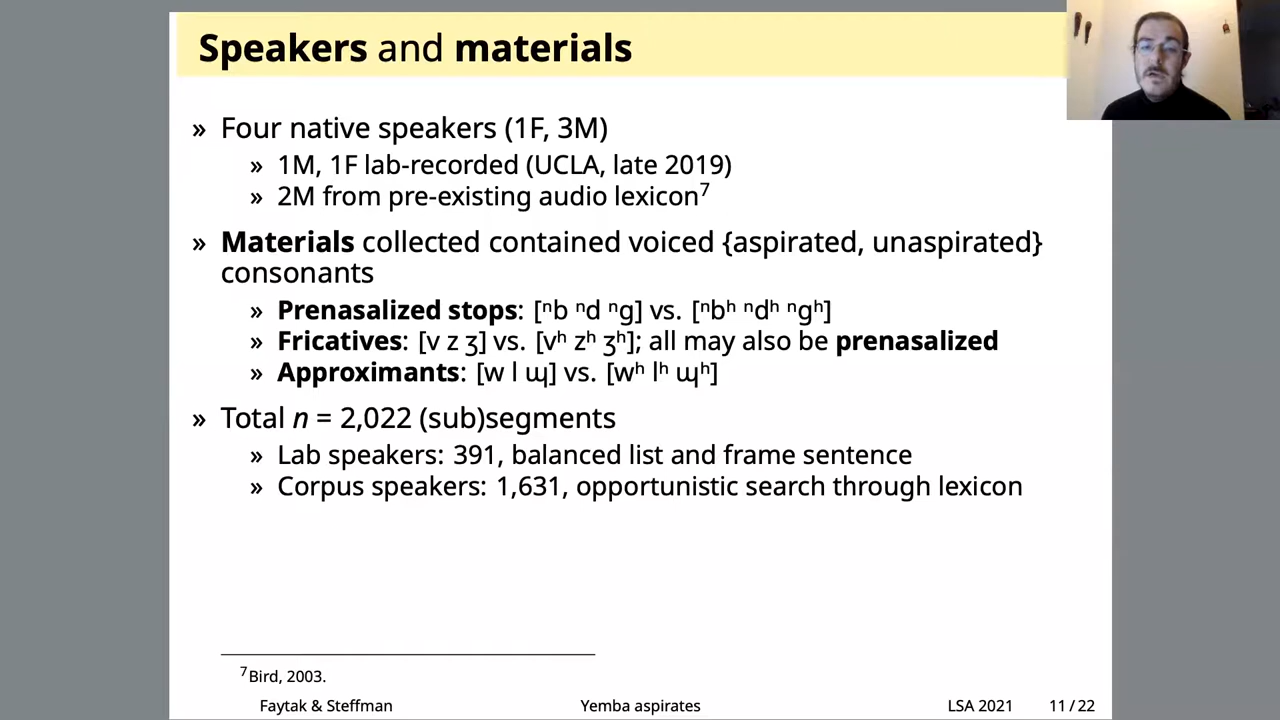 Speakers and materials
» Four native speakers (1F, 3M)
» 1M, 1F lab-recorded (UCLA, late 2019)
» 2M from pre-existing audio lexicon⁷
» Materials collected contained voiced {aspirated, unaspirated}
consonants
» Prenasalized stops: [ⁿb ⁿd ⁿg] vs. [ⁿbʰ ⁿdʰ ⁿgʰ]
» Fricatives: [v z ʒ] vs. [vʰ zʰ ʒʰ]; all may also be prenasalized
» Approximants: [w l ɰ] vs. [wʰ lʰ ɰʰ]
» Total n = 2,022 (sub)segments
» Lab speakers: 391, balanced list and frame sentence
» Corpus speakers: 1,631, opportunistic search through lexicon
⁷Bird, 2003.
Faytak & Steffman Yemba aspirates LSA 2021 11 / 22